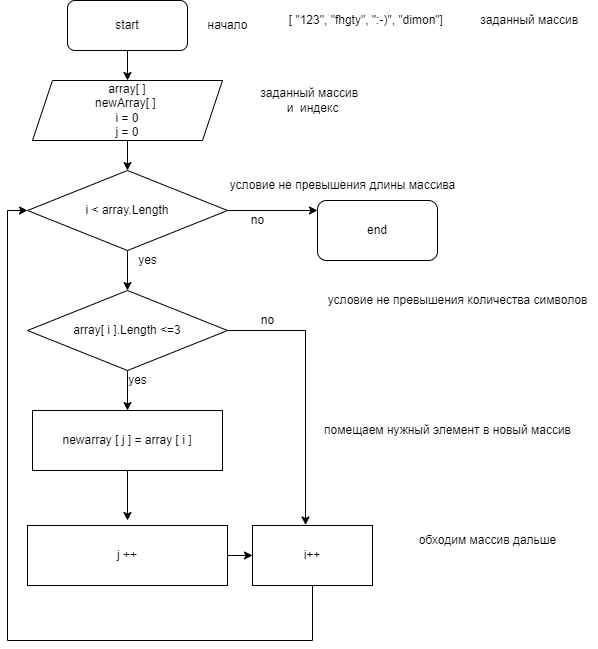 start
начало
[ "123", "fhgty", ":-)", "dimon"]
заданный массив
array[ ]
newArray[ ]
i = 0
j = 0
заданный массив
и индекс
условие не превышения длины массива
i < array.Length
no
end
yes
условие не превышения количества символов
array[ i ].Length <=3
no
yes
newarray [ j ] = array [ i ]
помещаем нужный элемент в новый массив
j ++
i++
обходим массив дальше